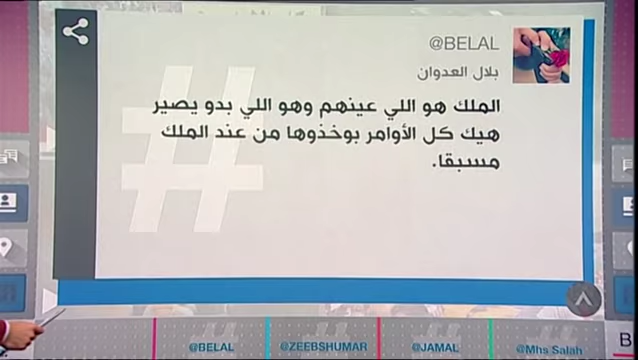 @BELAL
بلال العدوان
الملك هو اللي عينهم وهو اللي بدو يصير
هيك كل الأوامر بوخذوها من عند الملك
مسبقا.
@BELAL
@ZEEBSHUMAR
@JAMAL
@Mhs Salah